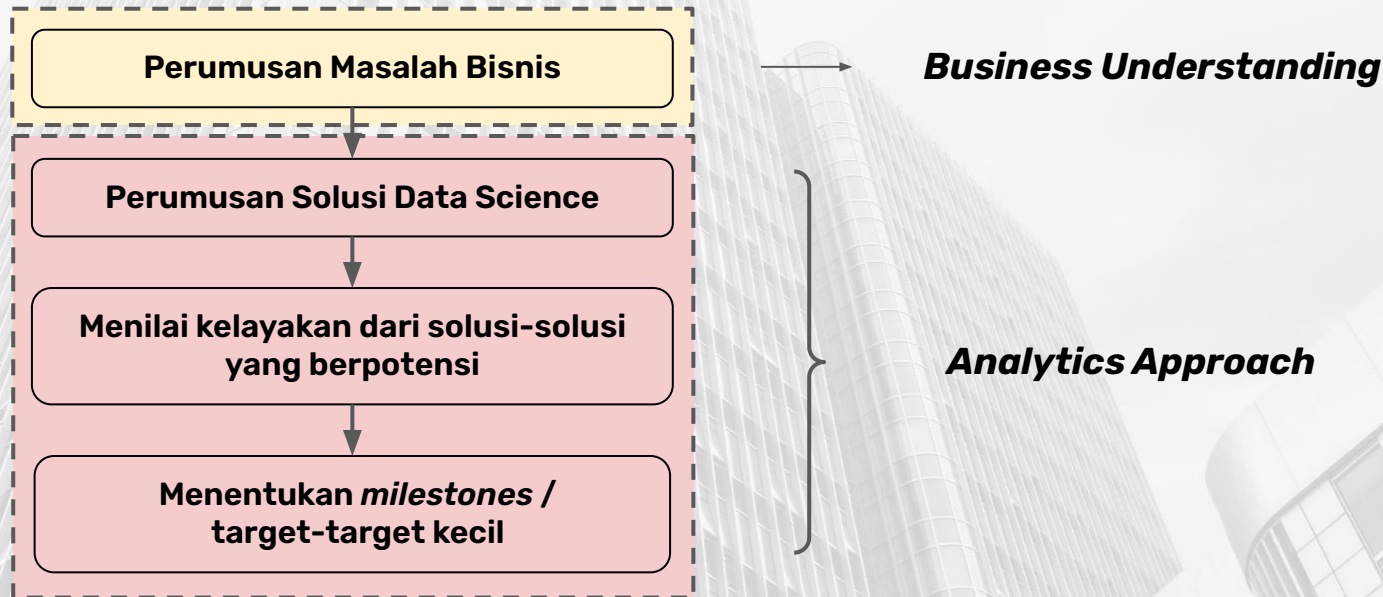 Perumusan Masalah Bisnis
Business Understanding
Perumusan Solusi Data Science
Menilai kelayakan dari solusi-solusi
yang berpotensi
Analytics Approach
Menentukan milestones /
target-target kecil